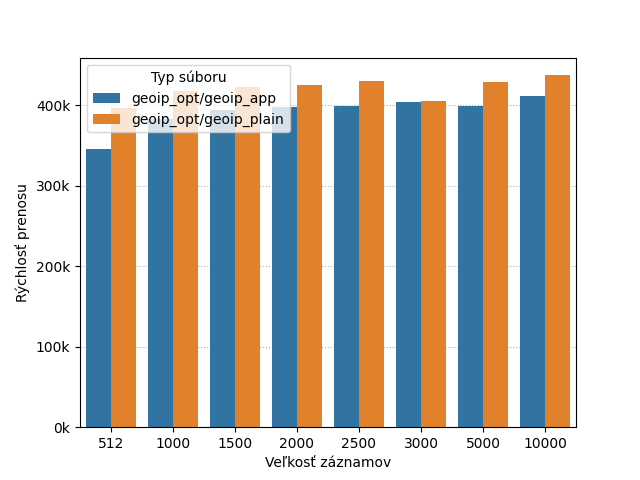 Typ súboru
geoip_opt/geoip_app
geoip_opt/geoip_plain
400k
300k
200k
100k
0k
Rýchlosť prenosu
512 1000 1500 2000 2500 3000 5000 10000
Veľkosť záznamov